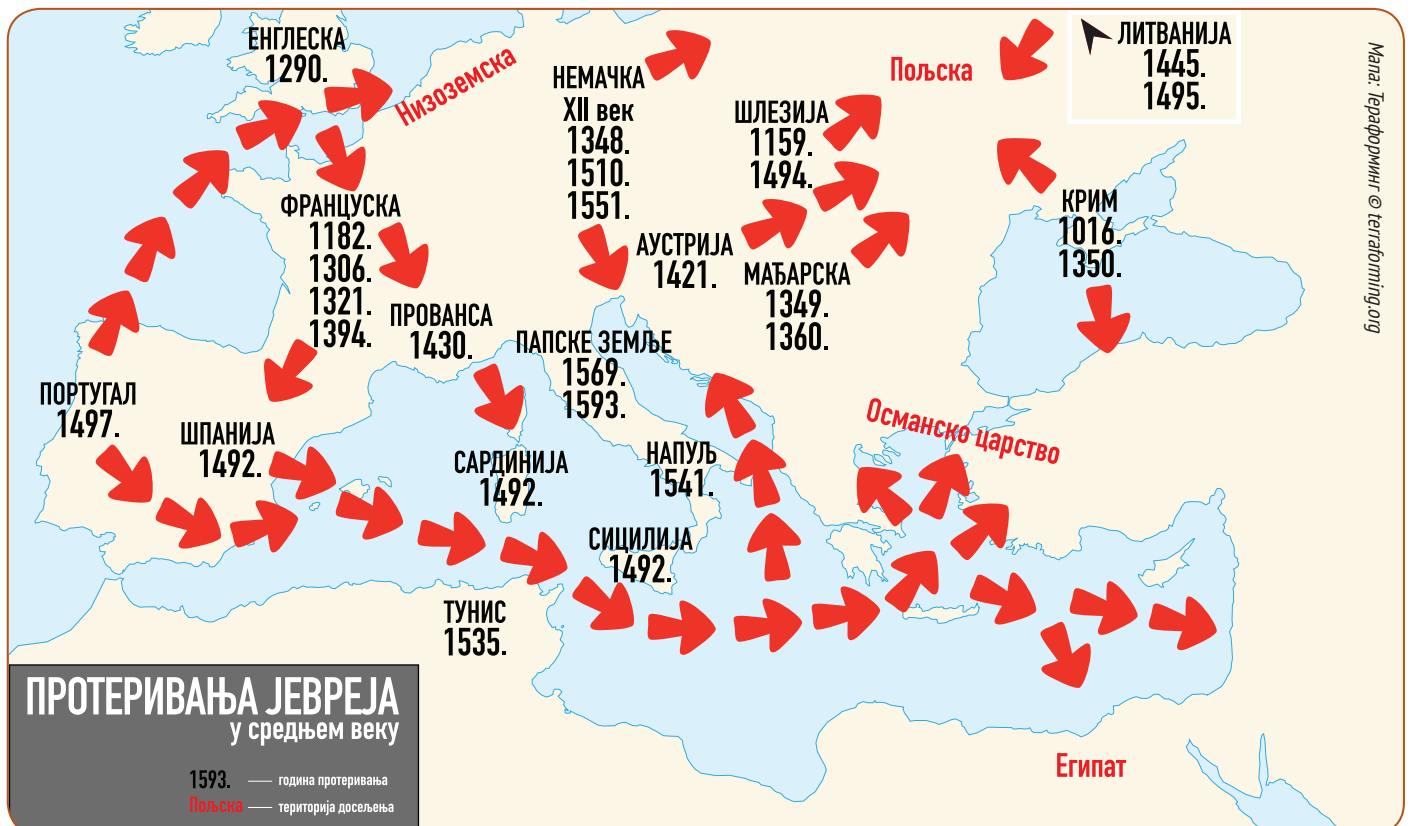 ЕНГЛЕСКА
1290.
Низоземска
НЕМАЧКА
XII век
1348.
1510.
1551.
Пољска
ЛИТВАНИЈА
1445.
1495.
ШЛЕЗИЈА
1159.
1494.
ФРАНЦУСКА
1182.
1306.
1321.
1394.
АУСТРИЈА
1421.
МАЂАРСКА
1349.
1360.
КРИМ
1016.
1350.
ПРОВАНСА
1430.
ПАПСКЕ ЗЕМЉЕ
1569.
1593.
ПОРТУГАЛ
1497.
ШПАНИЈА
1492.
САРДИНИЈА
1492.
НАПУЉ
1541.
Османско царство
СИЦИЛИЈА
1492.
ТУНИС
1535.
Египат
ПРОТЕРИВАЊА ЈЕВРЕЈА
у средњем веку
1593. — година протеривања
Пољска — територија досељења
Мапа: Тераформинг © terraforming.org